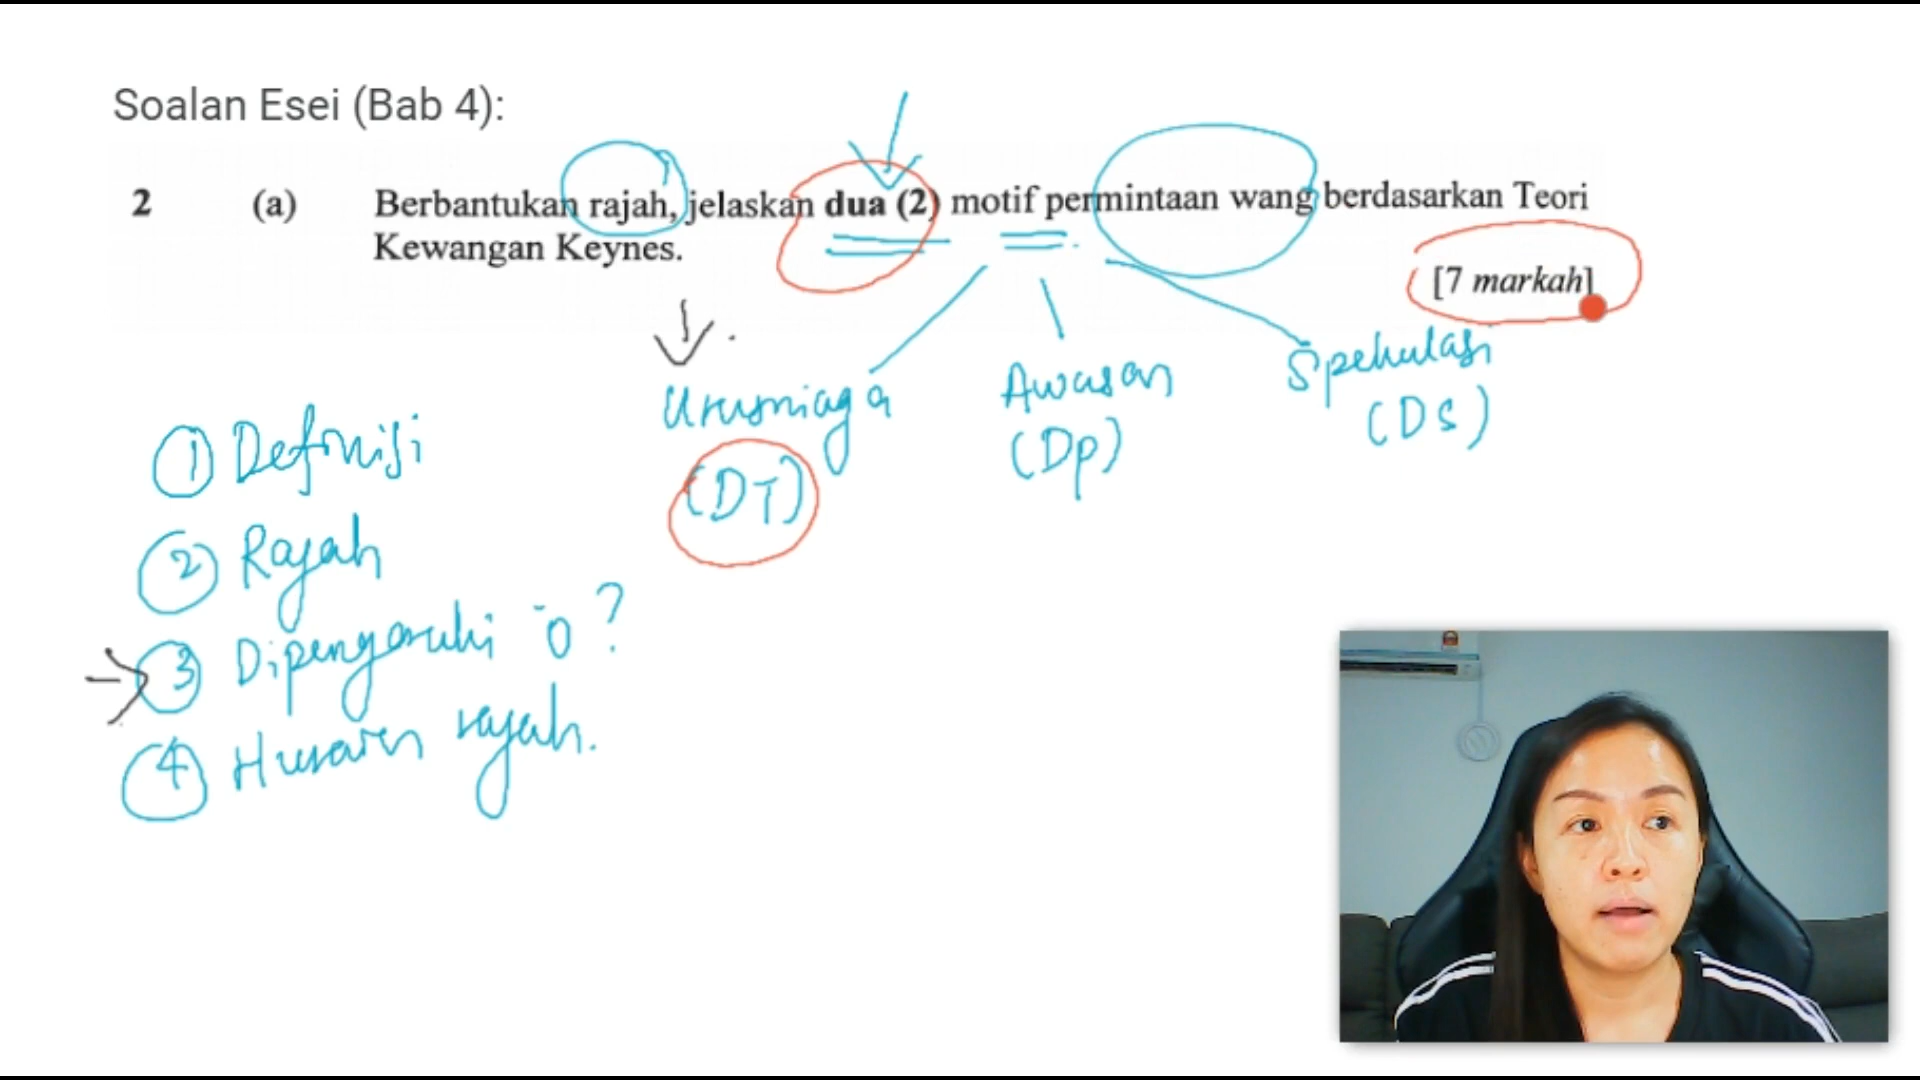 Soalan Esei (Bab 4):
2 (a) Berbantukan rajah, jelaskan dua (2) motif permintaan wang berdasarkan Teori
Kewangan Keynes.
[7 markah]
Urusniaga
(DT)
Awasan
(Dp)
Spekulasi
(DS)
① Definisi
② Rajah
③ Dipengaruhi o?
④ Huraian rajah.